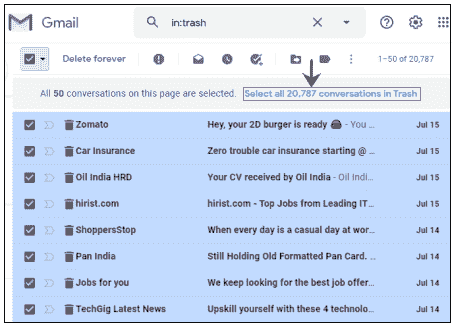 Gmail
in:trash
Delete forever
1–50 of 20,787
All 50 conversations on this page are selected. Select all 20,787 conversations in Trash
Zomato Hey, your 2D burger is ready 🍔 - You ... Jul 15
Car Insurance Zero trouble car insurance starting @ ... Jul 15
Oil India HRD Your CV received by Oil India - Oil Indi... Jul 15
hirist.com hirist.com - Top Jobs from Leading IT... Jul 15
ShoppersStop When every day is a casual day at wor... Jul 14
Pan India Still Holding Old Formatted Pan Card. ... Jul 14
Jobs for you We keep looking for the best job offer... Jul 14
TechGig Latest News Upskill yourself with these 4 technolo... Jul 14